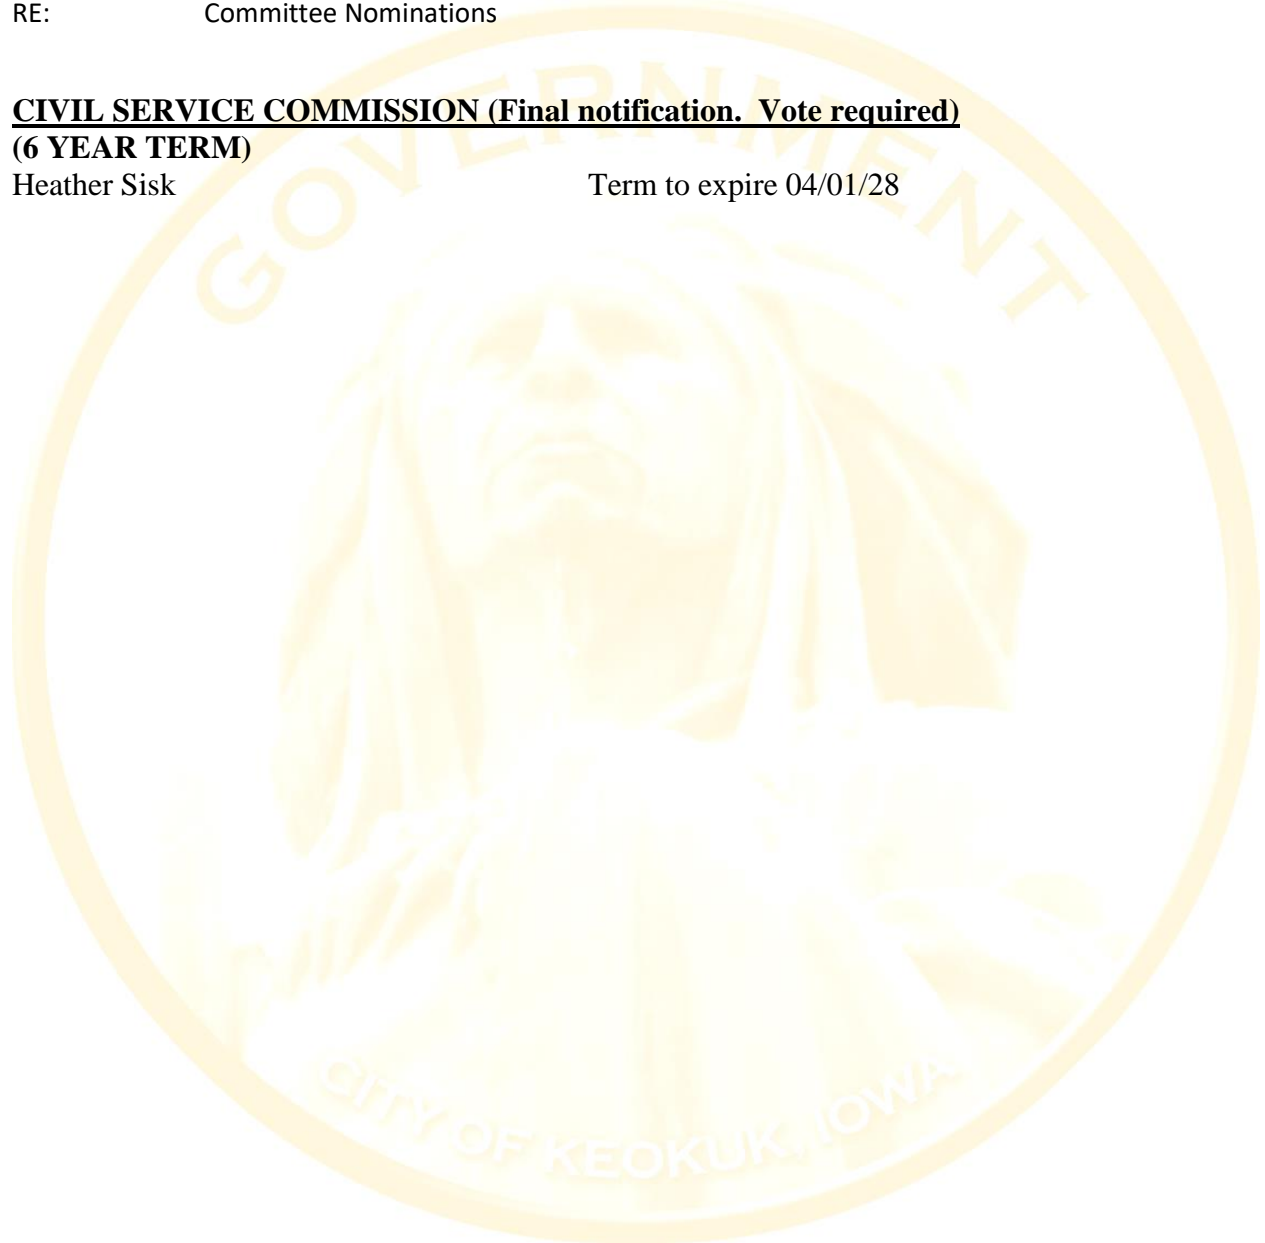 RE: Committee Nominations
CIVIL SERVICE COMMISSION (Final notification.  Vote required)
(6 YEAR TERM)
Heather Sisk Term to expire 04/01/28
GOVERNMENT
CITY OF KEOKUK, IOWA